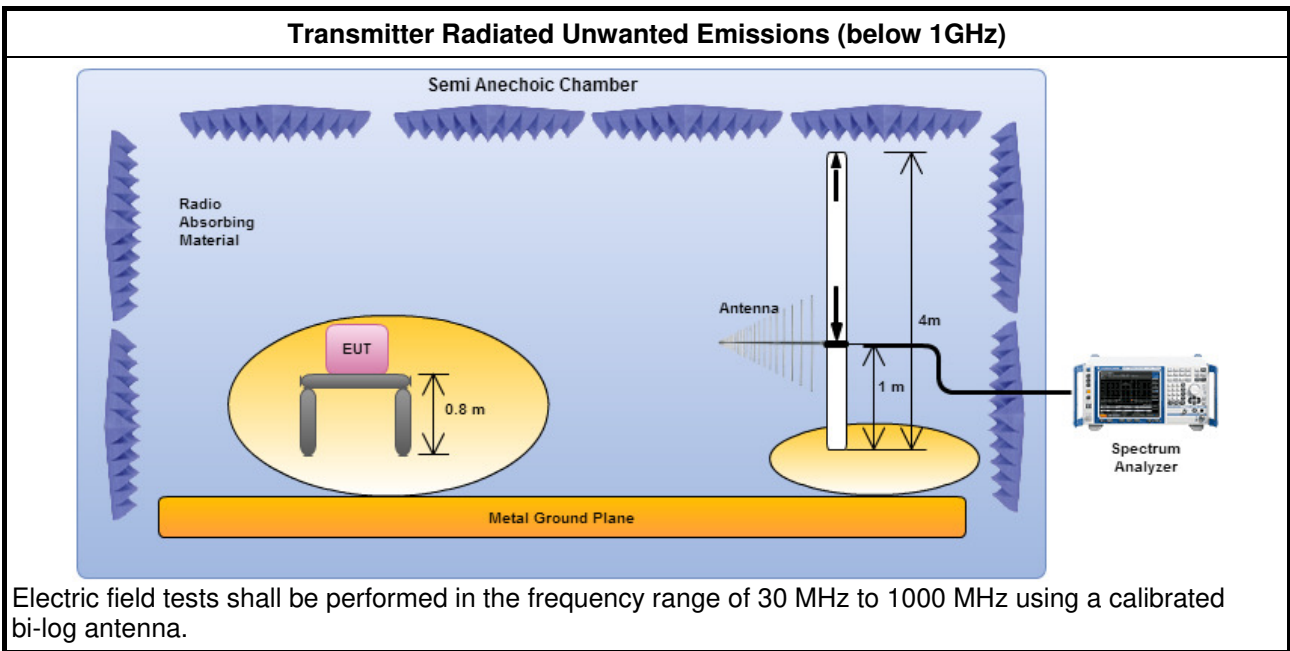 Transmitter Radiated Unwanted Emissions (below 1GHz)
Semi Anechoic Chamber
Radio
Absorbing
Material
Antenna
4m
EUT
1 m
0.8 m
Spectrum
Analyzer
Metal Ground Plane
Electric field tests shall be performed in the frequency range of 30 MHz to 1000 MHz using a calibrated
bi-log antenna.